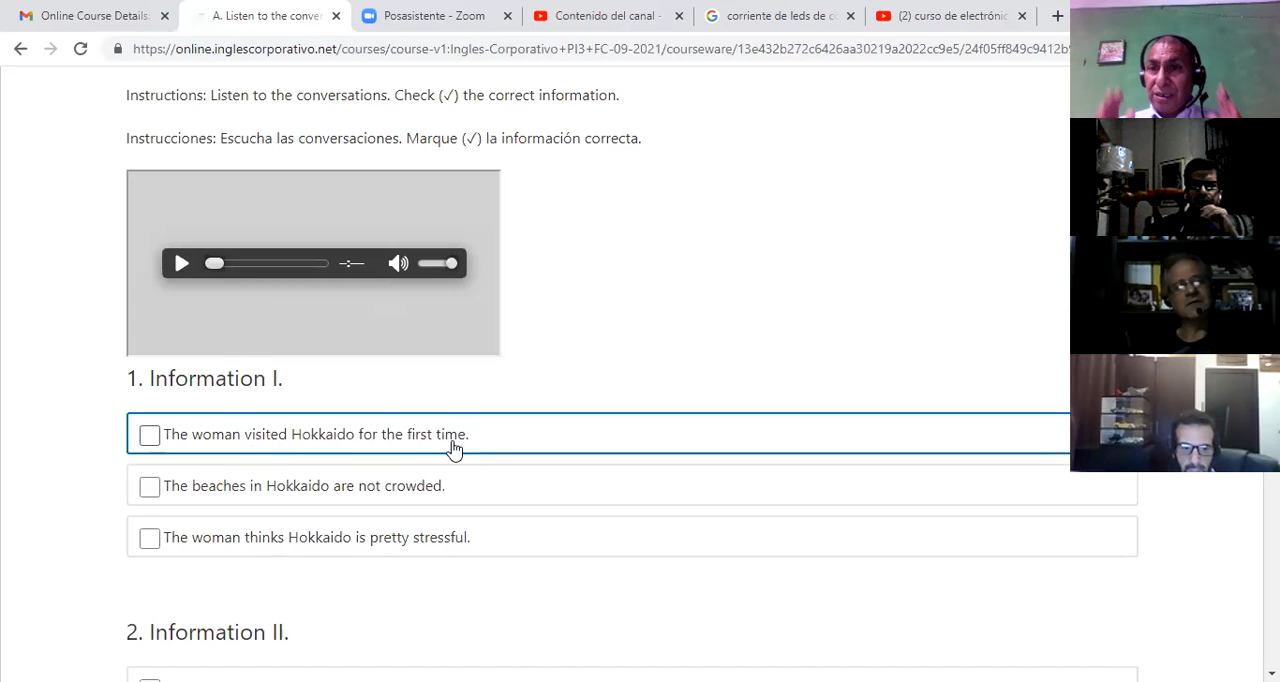 Online Course Details:
A. Listen to the conver
Posasistente - Zoom
Contenido del canal -
corriente de leds de c
(2) curso de electróni
https://online.inglescorporativo.net/courses/course-v1:Ingles-Corporativo+PI3+FC-09-2021/courseware/13e432b272c6426aa30219a2022cc9e5/24f05ff849c9412b
Instructions: Listen to the conversations. Check (✓) the correct information.
Instrucciones: Escucha las conversaciones. Marque (✓) la información correcta.
1. Information I.
The woman visited Hokkaido for the first time.
The beaches in Hokkaido are not crowded.
The woman thinks Hokkaido is pretty stressful.
2. Information II.